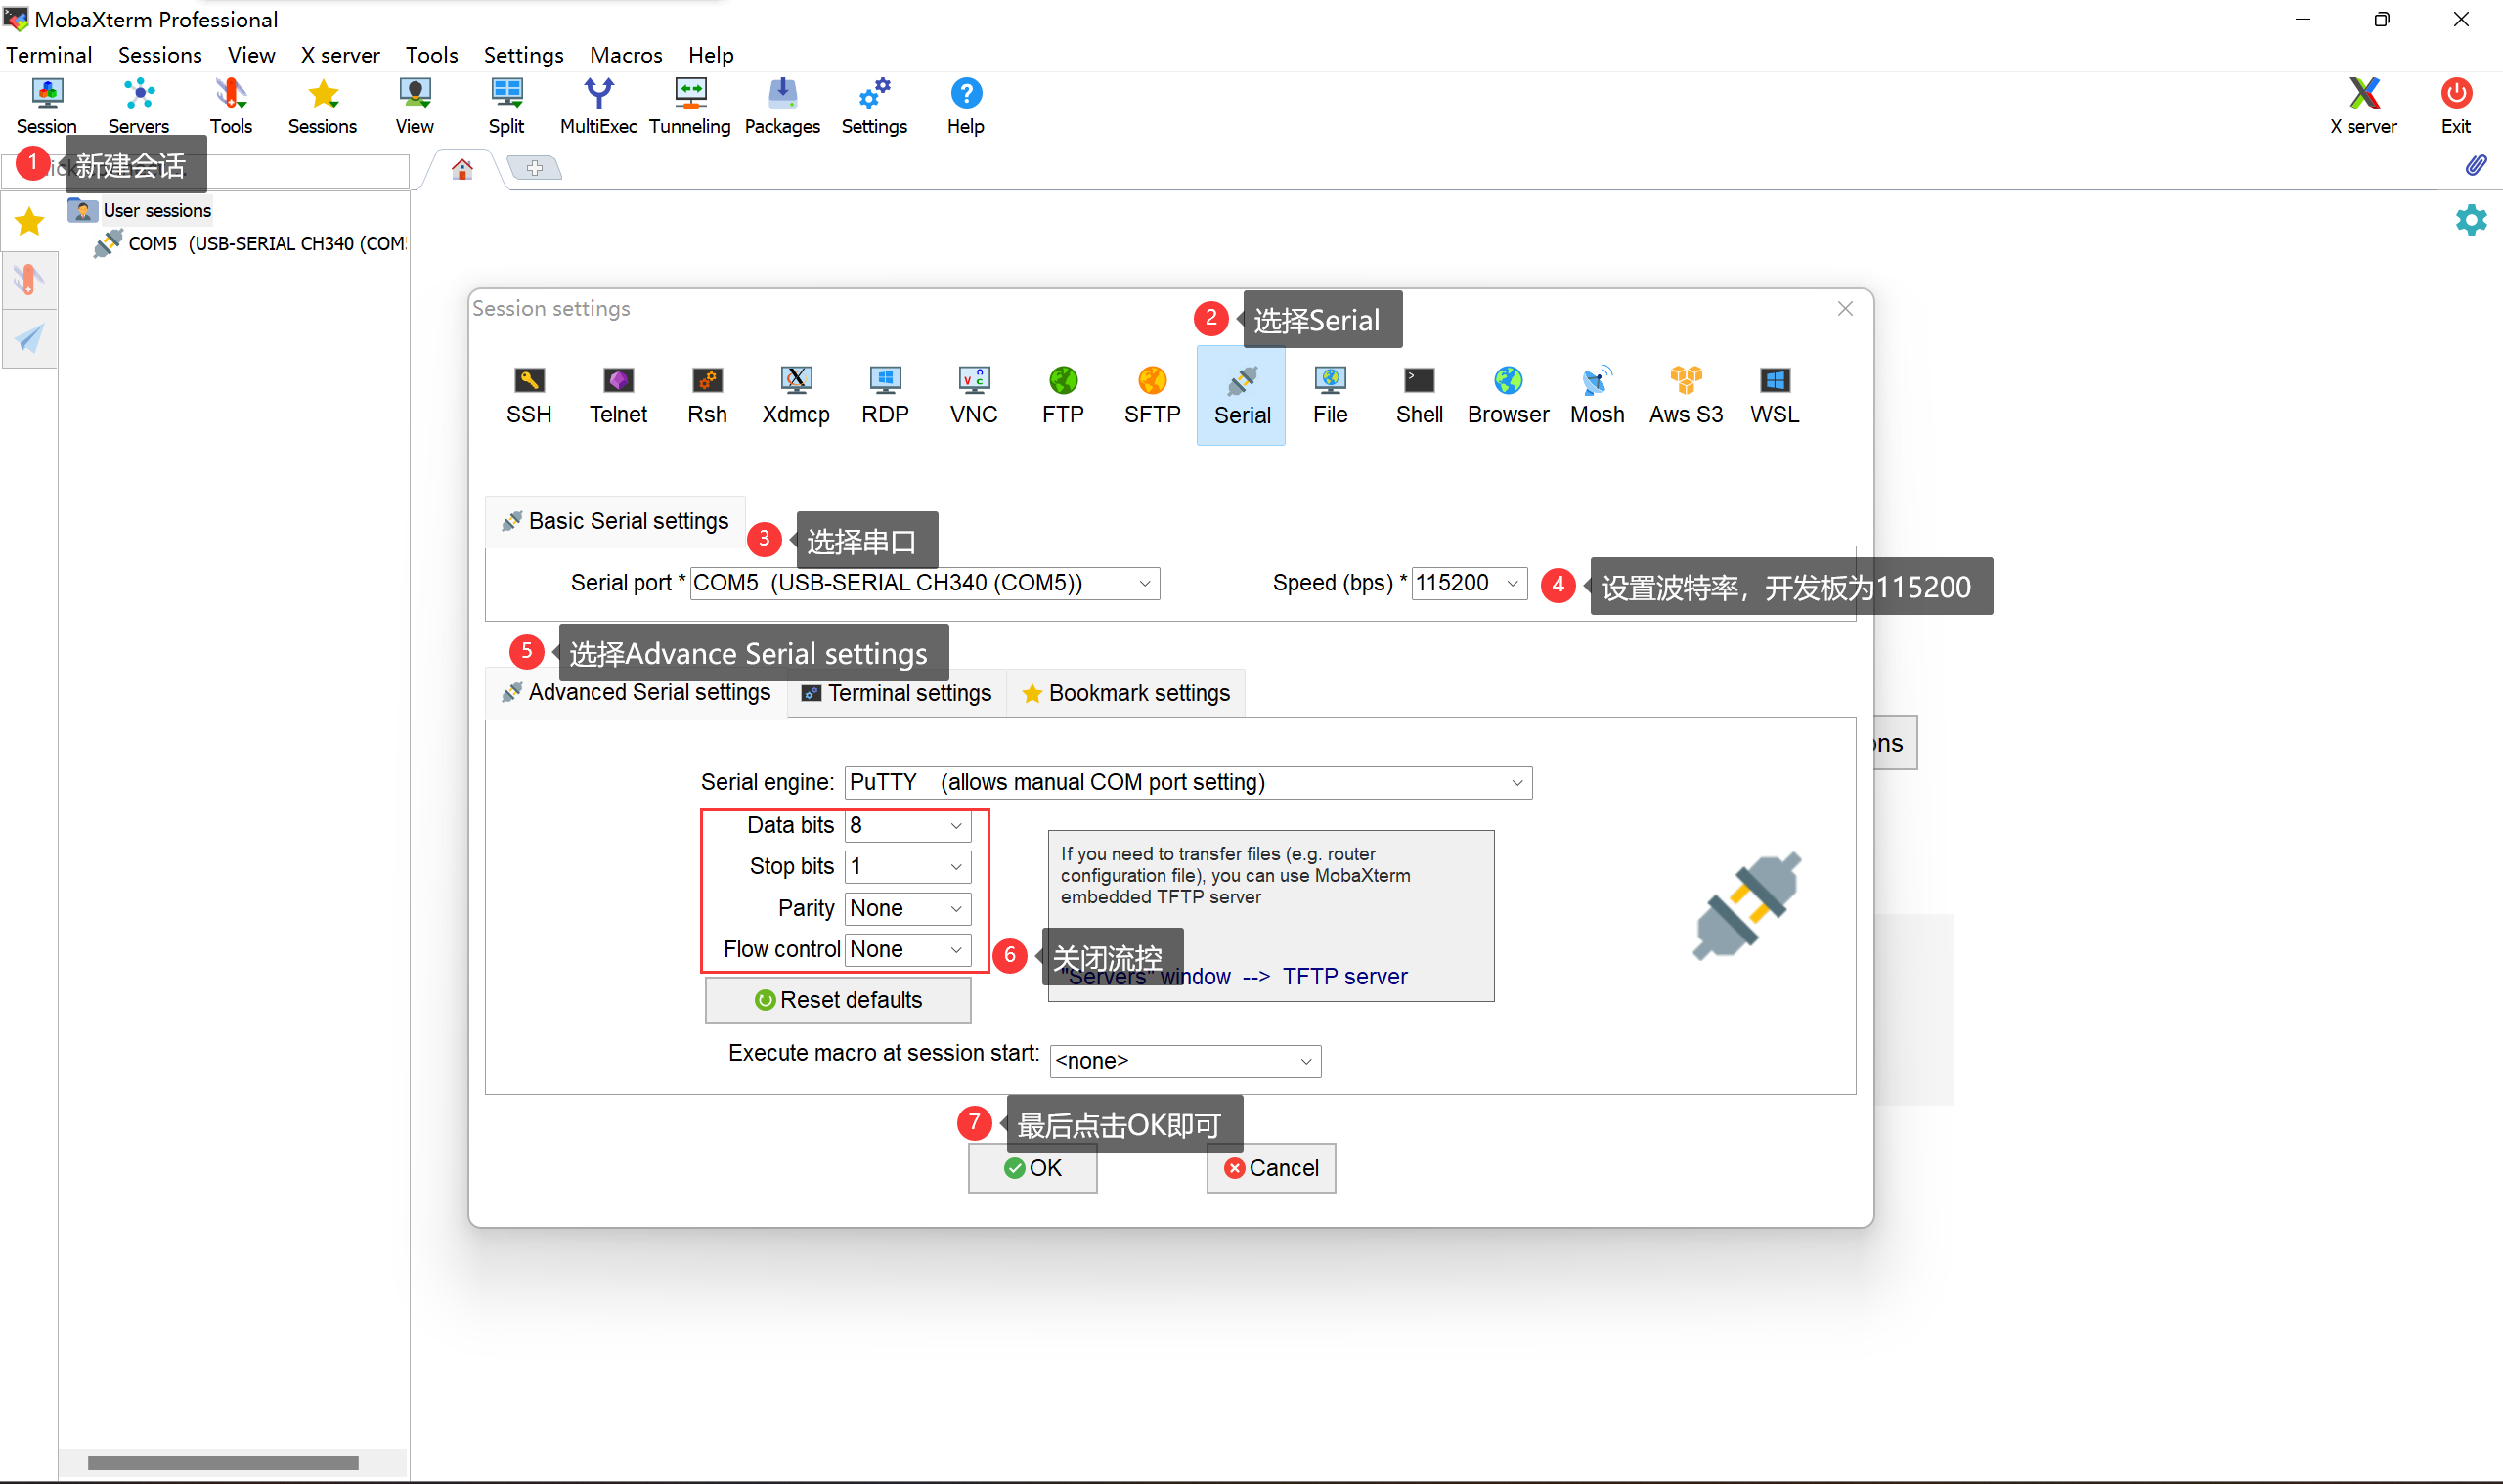 MobaXterm Professional
Terminal Sessions View X server Tools Settings Macros Help
Session Servers Tools Sessions View Split MultiExec Tunneling Packages Settings Help X server Exit
1 新建会话
User sessions
COM5 (USB-SERIAL CH340 (COM
Session settings
2 选择Serial
SSH Telnet Rsh Xdmcp RDP VNC FTP SFTP Serial File Shell Browser Mosh Aws S3 WSL
Basic Serial settings
3 选择串口
Serial port * COM5 (USB-SERIAL CH340 (COM5)) Speed (bps) * 115200
4 设置波特率，开发板为115200
5 选择Advance Serial settings
Advanced Serial settings Terminal settings Bookmark settings
ons
Serial engine: PuTTY (allows manual COM port setting)
Data bits 8
Stop bits 1
Parity None
Flow control None
If you need to transfer files (e.g. router
configuration file), you can use MobaXterm
embedded TFTP server
6 关闭流控
"Servers" window --> TFTP server
Reset defaults
Execute macro at session start: <none>
7 最后点击OK即可
OK Cancel